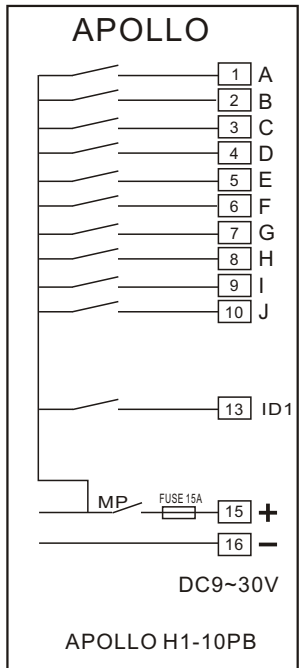 APOLLO
1 A
2 B
3 C
4 D
5 E
6 F
7 G
8 H
9 I
10 J
13 ID1
MP FUSE 15A 15 +
16 −
DC9~30V
APOLLO H1-10PB